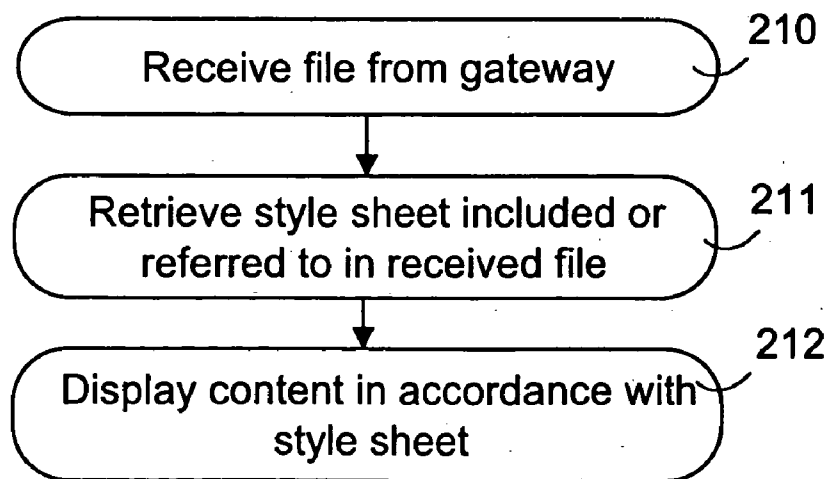 210
Receive file from gateway
211
Retrieve style sheet included or
referred to in received file
212
Display content in accordance with
style sheet